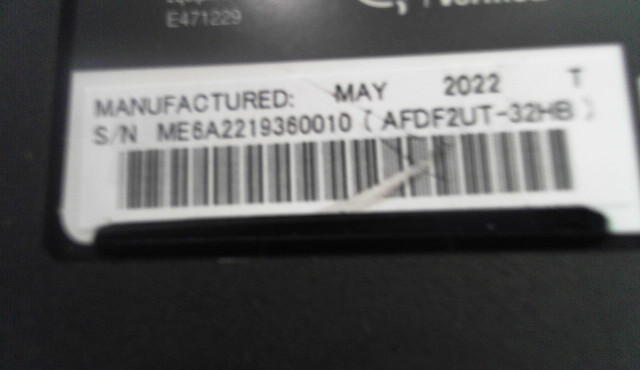 E471229
MANUFACTURED: MAY 2022 T
S/N ME6A2219360010 ( AFDF2UT-32HB )